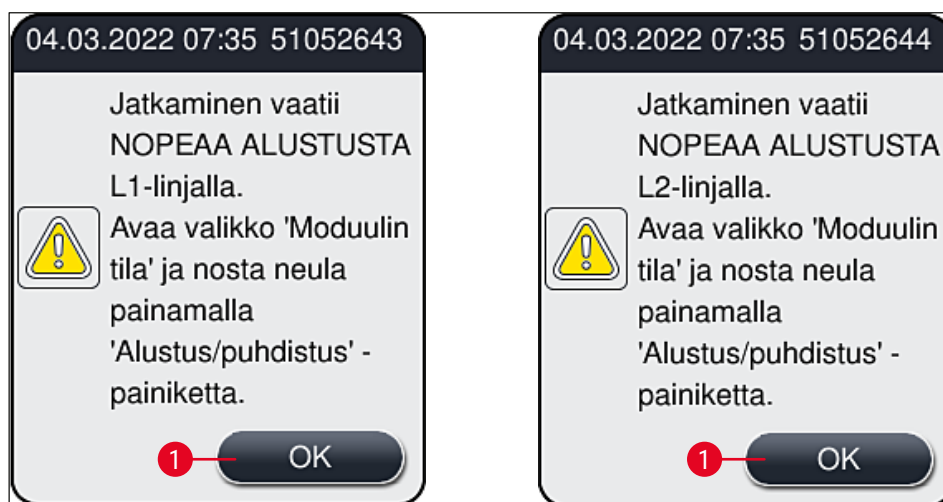 04.03.2022 07:35 51052643
Jatkaminen vaatii
NOPEAA ALUSTUSTA
L1-linjalla.
Avaa valikko 'Moduulin
tila' ja nosta neula
painamalla
'Alustus/puhdistus' -
painiketta.
1
OK
04.03.2022 07:35 51052644
Jatkaminen vaatii
NOPEAA ALUSTUSTA
L2-linjalla.
Avaa valikko 'Moduulin
tila' ja nosta neula
painamalla
'Alustus/puhdistus' -
painiketta.
1
OK